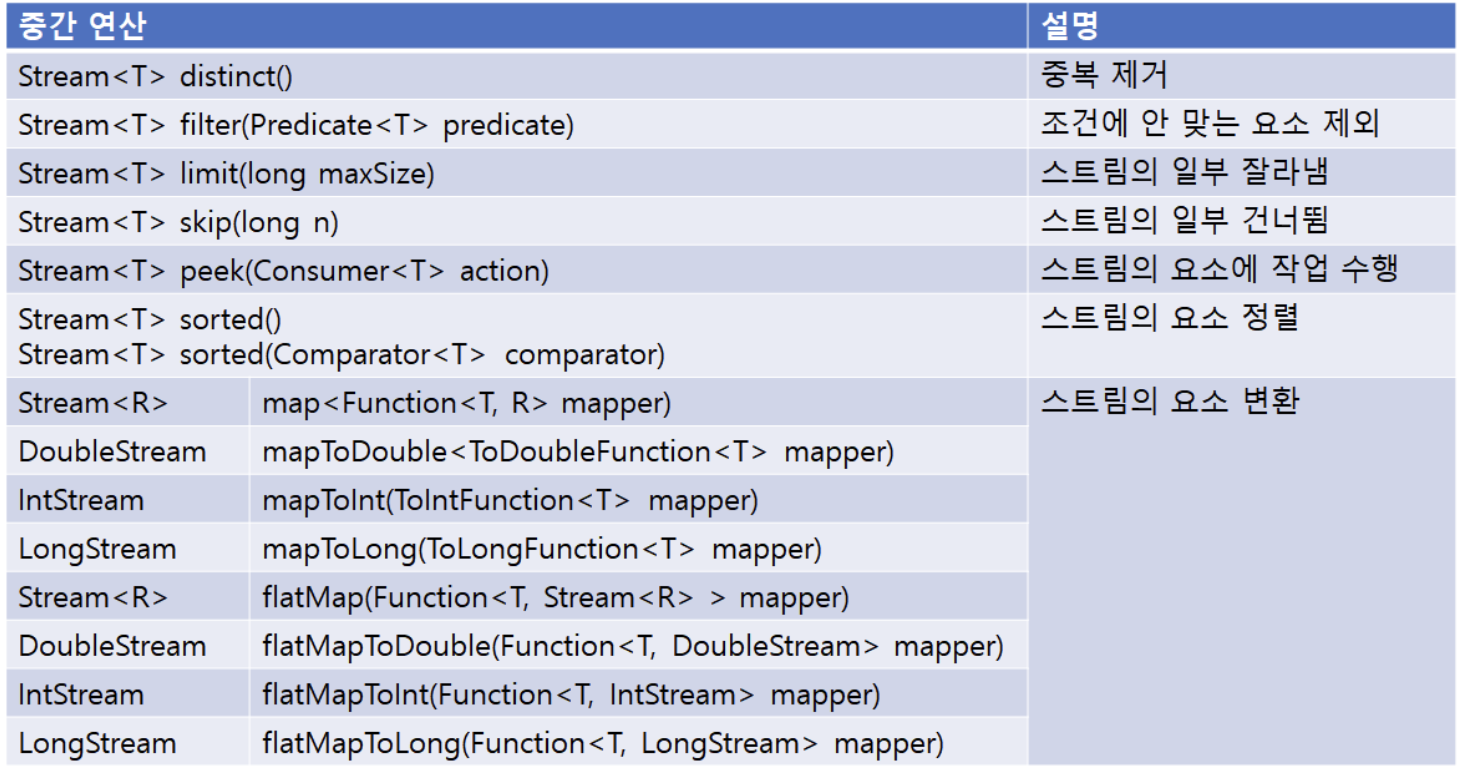 중간 연산 설명
Stream<T> distinct() 중복 제거
Stream<T> filter(Predicate<T> predicate) 조건에 안 맞는 요소 제외
Stream<T> limit(long maxSize) 스트림의 일부 잘라냄
Stream<T> skip(long n) 스트림의 일부 건너뜀
Stream<T> peek(Consumer<T> action) 스트림의 요소에 작업 수행
Stream<T> sorted() 스트림의 요소 정렬
Stream<T> sorted(Comparator<T> comparator)
Stream<R> map<Function<T, R> mapper) 스트림의 요소 변환
DoubleStream mapToDouble<ToDoubleFunction<T> mapper)
IntStream mapToInt(ToIntFunction<T> mapper)
LongStream mapToLong(ToLongFunction<T> mapper)
Stream<R> flatMap(Function<T, Stream<R> > mapper)
DoubleStream flatMapToDouble(Function<T, DoubleStream> mapper)
IntStream flatMapToInt(Function<T, IntStream> mapper)
LongStream flatMapToLong(Function<T, LongStream> mapper)